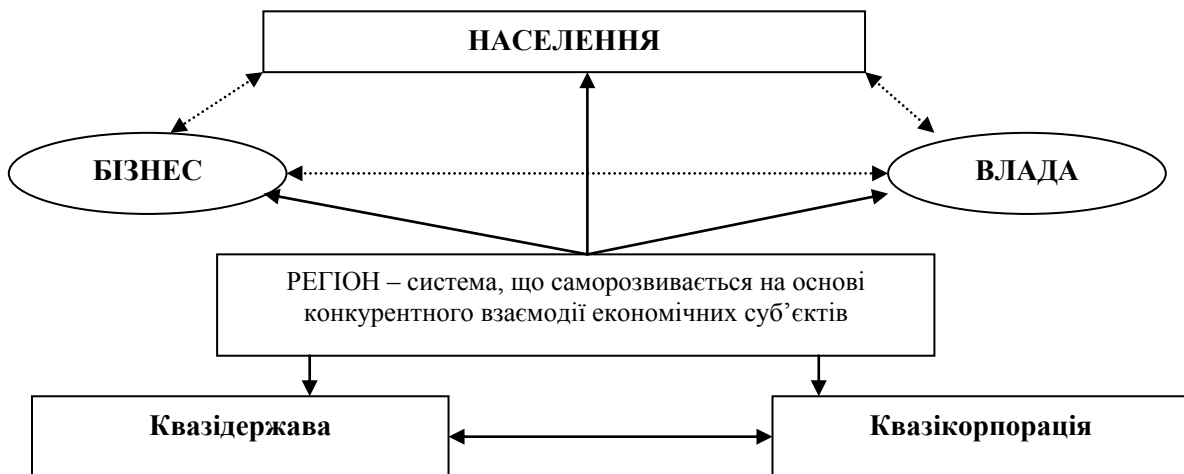 НАСЕЛЕННЯ
БІЗНЕС
ВЛАДА
РЕГІОН – система, що саморозвивається на основі
конкурентного взаємодії економічних суб’єктів
Квазідержава
Квазікорпорація